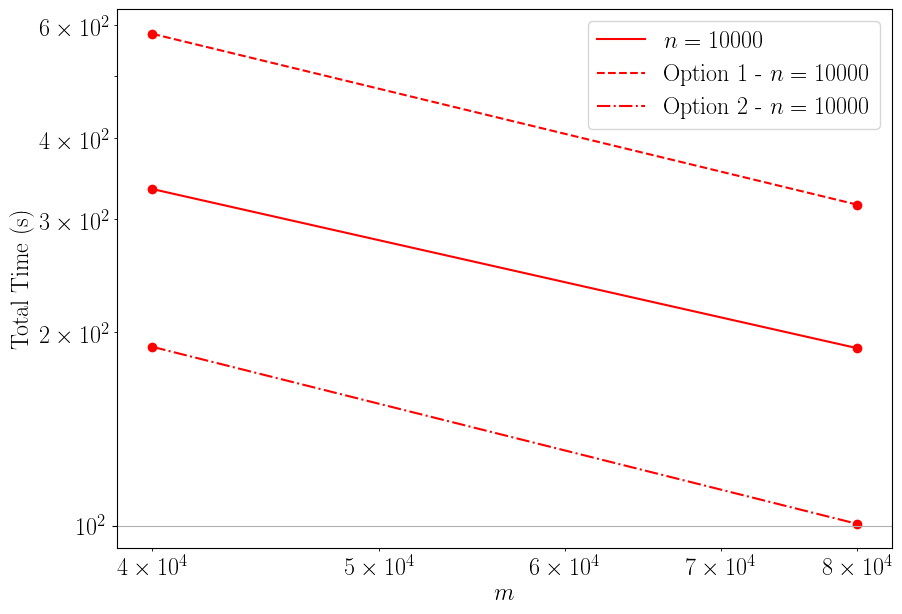 6 × 10²
4 × 10²
3 × 10²
2 × 10²
10²
Total Time (s)
n = 10000
Option 1 - n = 10000
Option 2 - n = 10000
4 × 10⁴
5 × 10⁴
6 × 10⁴
7 × 10⁴
8 × 10⁴
m